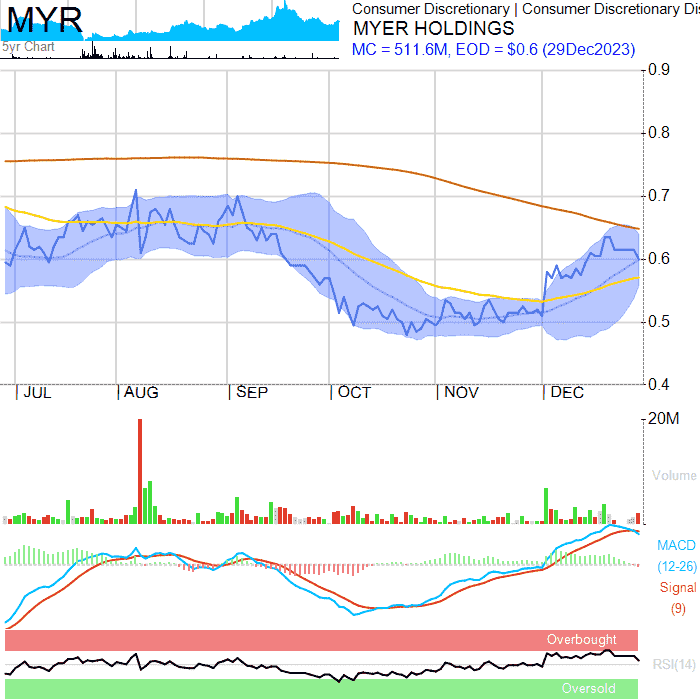 MYR
5yr Chart
Consumer Discretionary | Consumer Discretionary Dis
MYER HOLDINGS
MC = 511.6M, EOD = $0.6 (29Dec2023)
0.9
0.8
0.7
0.6
0.5
0.4
JUL AUG SEP OCT NOV DEC
20M
Volume
MACD
(12-26)
Signal
(9)
Overbought
RSI(14)
Oversold